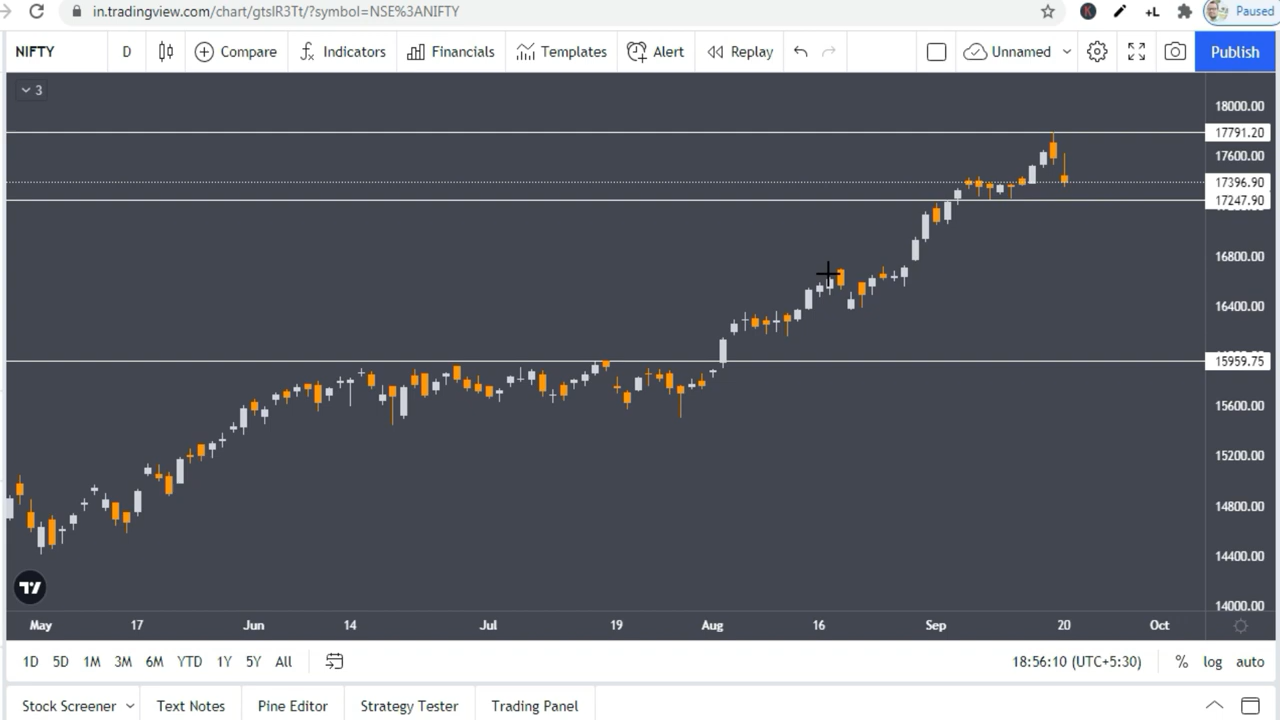 in.tradingview.com/chart/gtslR3Tt/?symbol=NSE%3ANIFTY
K
+L
Paused
NIFTY D Compare Indicators Financials Templates Alert Replay Unnamed Publish
3
18000.00
17791.20
17600.00
17396.90
17247.90
16800.00
16400.00
15959.75
15600.00
15200.00
14800.00
14400.00
14000.00
May 17 Jun 14 Jul 19 Aug 16 Sep 20 Oct
1D 5D 1M 3M 6M YTD 1Y 5Y All 18:56:10 (UTC+5:30) % log auto
Stock Screener Text Notes Pine Editor Strategy Tester Trading Panel